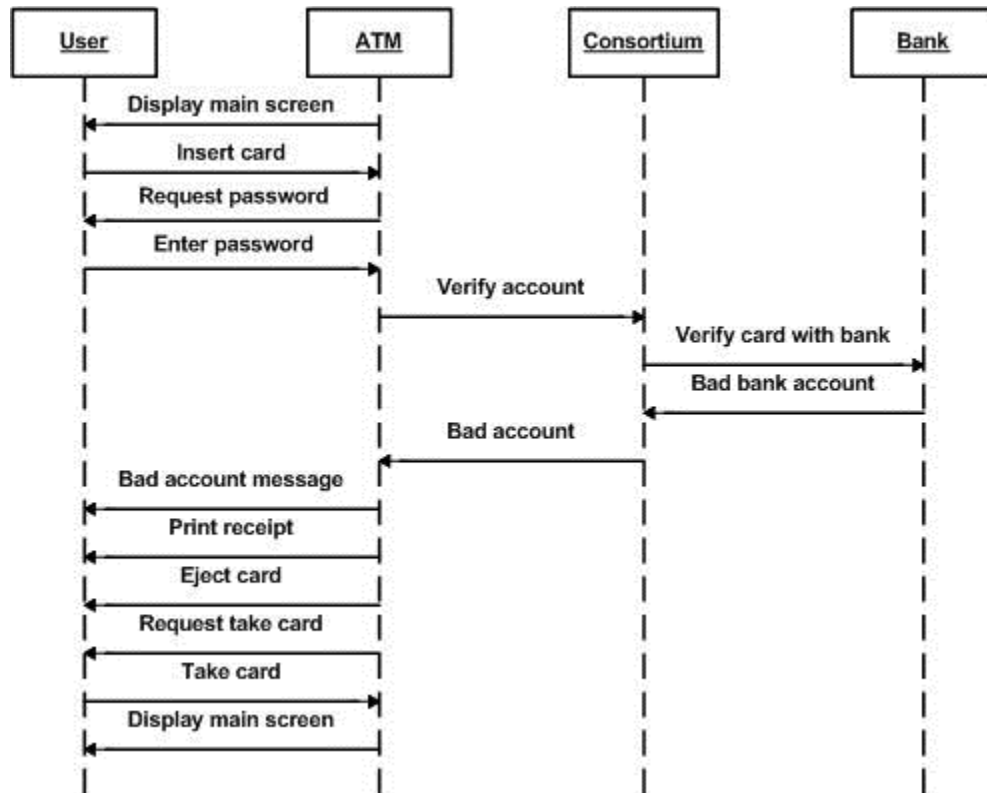 User
ATM
Consortium
Bank
Display main screen
Insert card
Request password
Enter password
Verify account
Verify card with bank
Bad bank account
Bad account
Bad account message
Print receipt
Eject card
Request take card
Take card
Display main screen